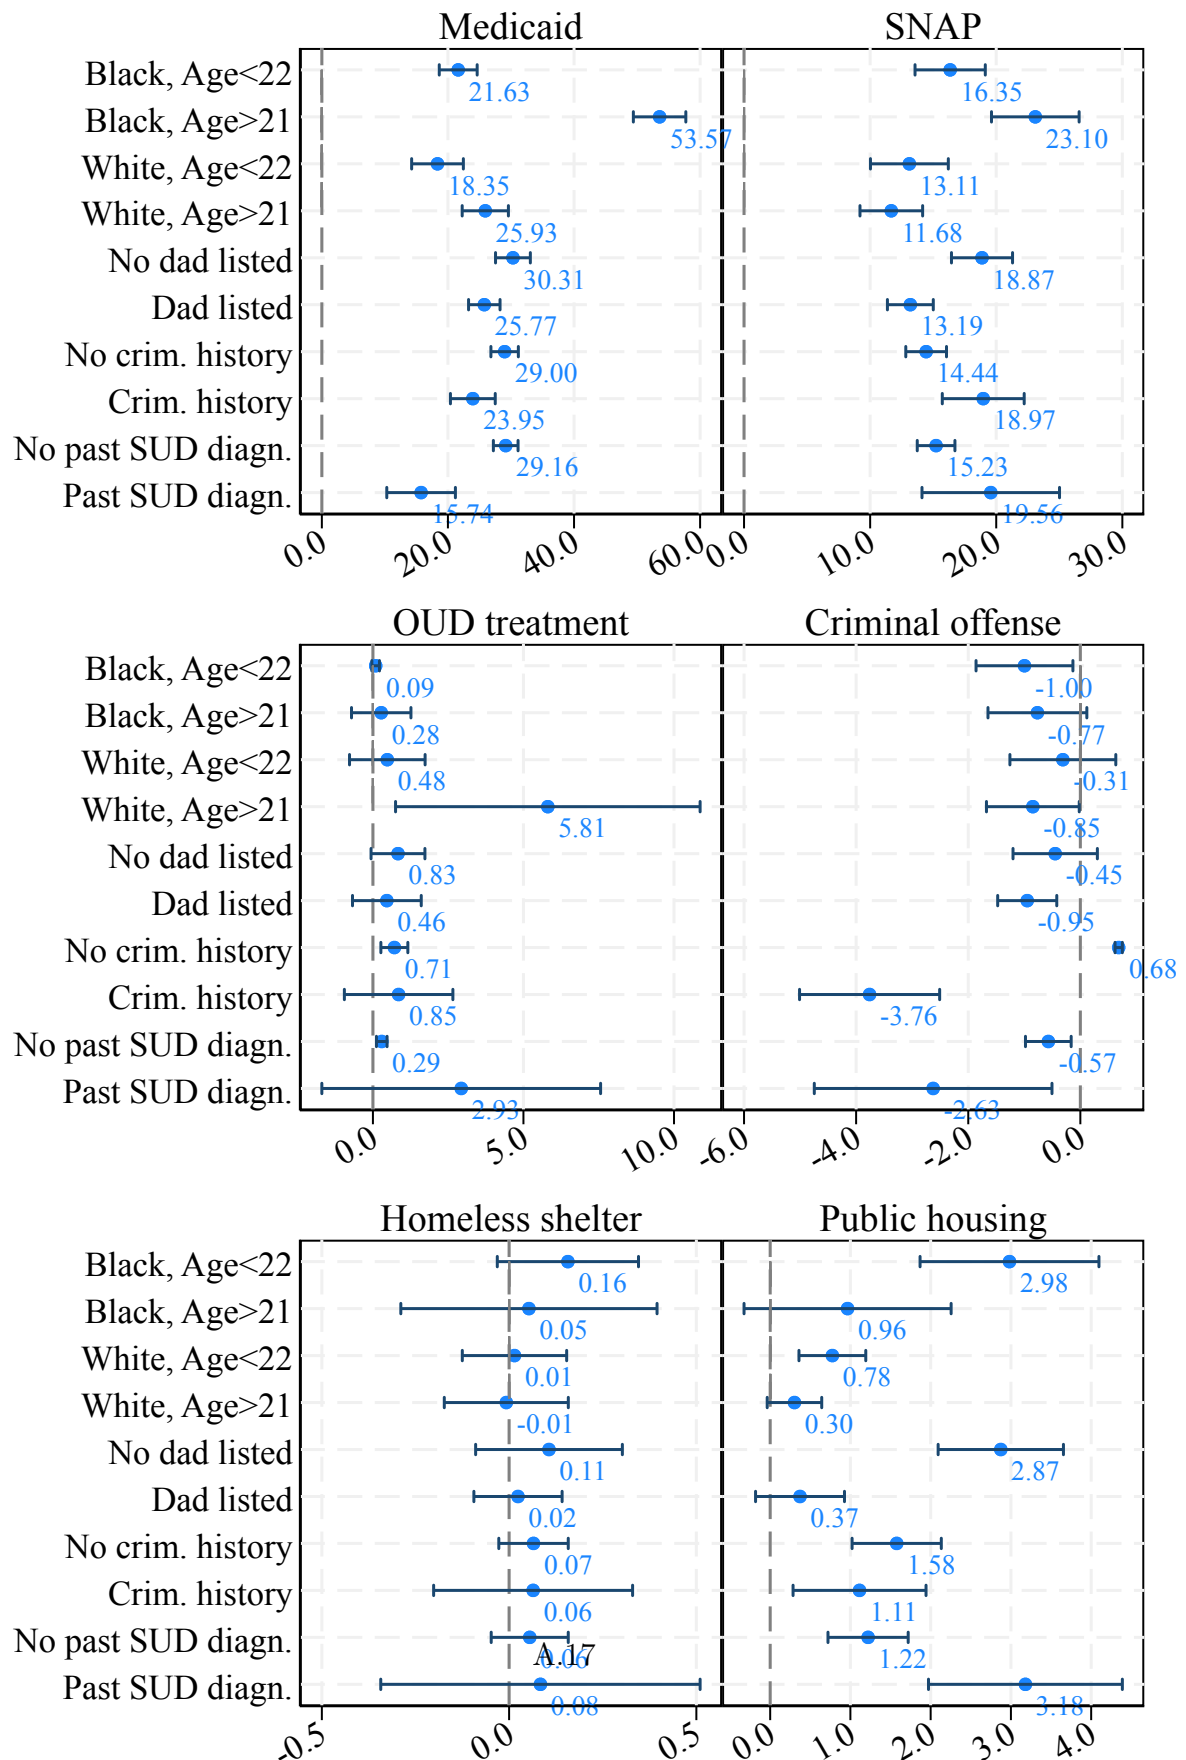 Medicaid SNAP
Black, Age<22 21.63 16.35
Black, Age>21 53.57 23.10
White, Age<22 18.35 13.11
White, Age>21 25.93 11.68
No dad listed 30.31 18.87
Dad listed 25.77 13.19
No crim. history 29.00 14.44
Crim. history 23.95 18.97
No past SUD diagn. 29.16 15.23
Past SUD diagn. 15.74 19.56
0.0 20.0 40.0 60.0 0.0 10.0 20.0 30.0
OUD treatment Criminal offense
Black, Age<22 0.09 -1.00
Black, Age>21 0.28 -0.77
White, Age<22 0.48 -0.31
White, Age>21 5.81 -0.85
No dad listed 0.83 -0.45
Dad listed 0.46 -0.95
No crim. history 0.71 0.68
Crim. history 0.85 -3.76
No past SUD diagn. 0.29 -0.57
Past SUD diagn. 2.93 -2.63
0.0 5.0 10.0 -6.0 -4.0 -2.0 0.0
Homeless shelter Public housing
Black, Age<22 0.16 2.98
Black, Age>21 0.05 0.96
White, Age<22 0.01 0.78
White, Age>21 -0.01 0.30
No dad listed 0.11 2.87
Dad listed 0.02 0.37
No crim. history 0.07 1.58
Crim. history 0.06 1.11
No past SUD diagn. 0.06 1.22
A.17
Past SUD diagn. 0.08 3.18
-0.5 0.0 0.5 0.0 1.0 2.0 3.0 4.0